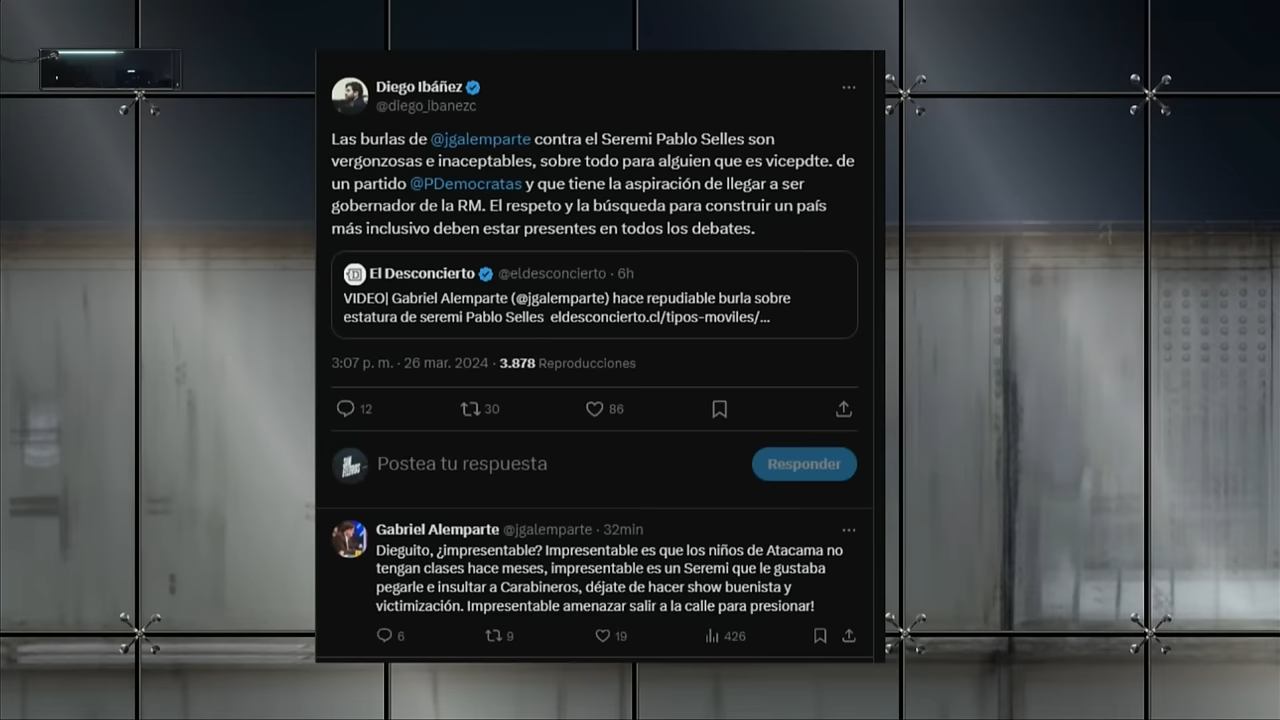 Diego Ibáñez
@diego_ibanezc
Las burlas de @jgalemparte contra el Seremi Pablo Selles son
vergonzosas e inaceptables, sobre todo para alguien que es vicepdte. de
un partido @PDemocratas y que tiene la aspiración de llegar a ser
gobernador de la RM. El respeto y la búsqueda para construir un país
más inclusivo deben estar presentes en todos los debates.
El Desconcierto @eldesconcierto · 6h
VIDEO| Gabriel Alemparte (@jgalemparte) hace repudiable burla sobre
estatura de seremi Pablo Selles eldesconcierto.cl/tipos-moviles/...
3:07 p. m. · 26 mar. 2024 · 3.878 Reproducciones
12 30 86
SIN FILTROS
Postea tu respuesta Responder
Gabriel Alemparte @jgalemparte · 32min
Dieguito, ¿impresentable? Impresentable es que los niños de Atacama no
tengan clases hace meses, impresentable es un Seremi que le gustaba
pegarle e insultar a Carabineros, déjate de hacer show buenista y
victimización. Impresentable amenazar salir a la calle para presionar!
6 9 19 426